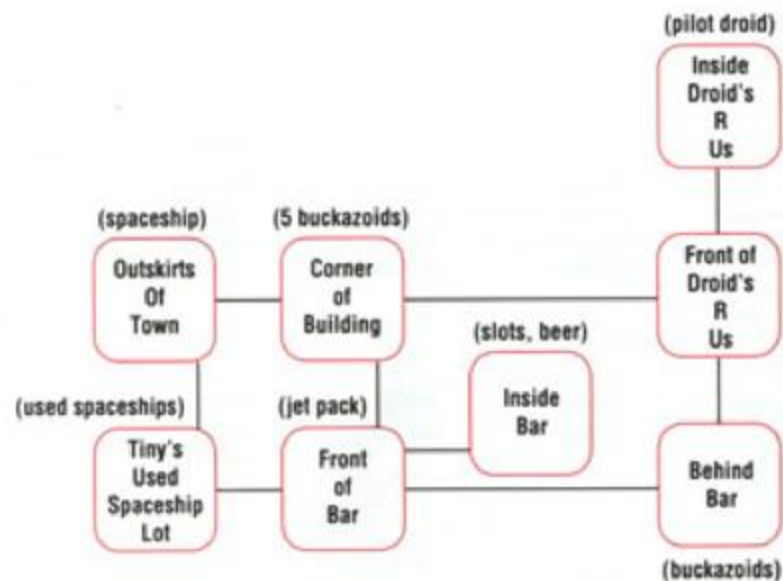 (pilot droid)
Inside
Droid's
R
Us
(spaceship)
Outskirts
Of
Town
(5 buckazoids)
Corner
of
Building
Front of
Droid's
R
Us
(slots, beer)
Inside
Bar
(used spaceships)
Tiny's
Used
Spaceship
Lot
(jet pack)
Front
of
Bar
Behind
Bar
(buckazoids)